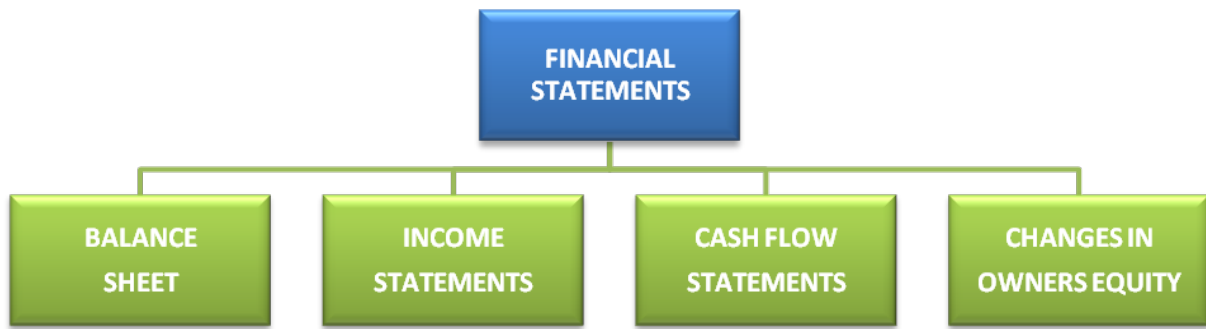 FINANCIAL
STATEMENTS
BALANCE
SHEET
INCOME
STATEMENTS
CASH FLOW
STATEMENTS
CHANGES IN
OWNERS EQUITY